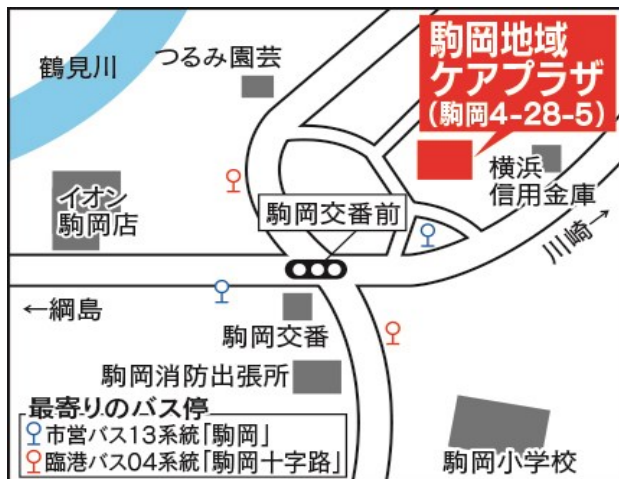 鶴見川
つるみ園芸
駒岡地域
ケアプラザ
(駒岡4-28-5)
横浜
信用金庫
イオン
駒岡店
駒岡交番前
川崎→
←綱島
駒岡交番
駒岡消防出張所
最寄りのバス停
市営バス13系統「駒岡」
臨港バス04系統「駒岡十字路」
駒岡小学校